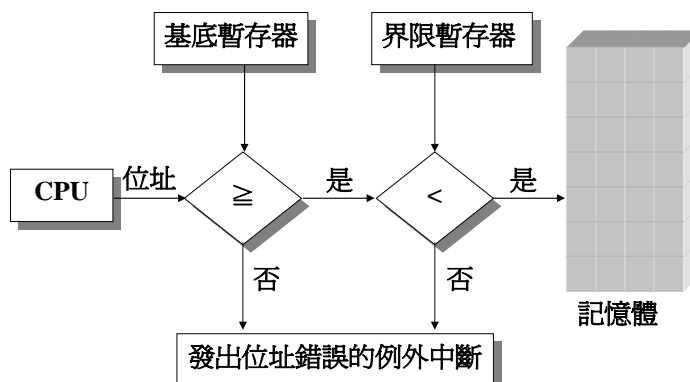 基底暫存器
界限暫存器
CPU
位址
≧
是
<
是
否
否
記憶體
發出位址錯誤的例外中斷